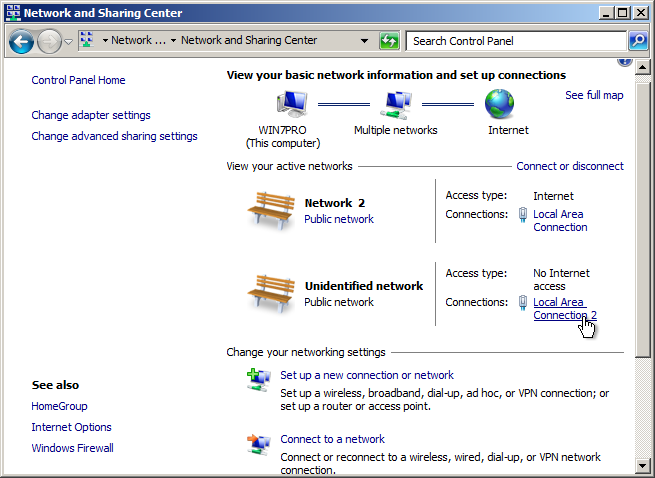 Network and Sharing Center
Network ... Network and Sharing Center
Search Control Panel
Control Panel Home
Change adapter settings
Change advanced sharing settings
See also
HomeGroup
Internet Options
Windows Firewall
View your basic network information and set up connections
See full map
WIN7PRO
(This computer)
Multiple networks
Internet
View your active networks
Connect or disconnect
Network 2
Public network
Access type: Internet
Connections: Local Area
Connection
Unidentified network
Public network
Access type: No Internet
access
Connections: Local Area
Connection 2
Change your networking settings
Set up a new connection or network
Set up a wireless, broadband, dial-up, ad hoc, or VPN connection; or
set up a router or access point.
Connect to a network
Connect or reconnect to a wireless, wired, dial-up, or VPN network
connection.